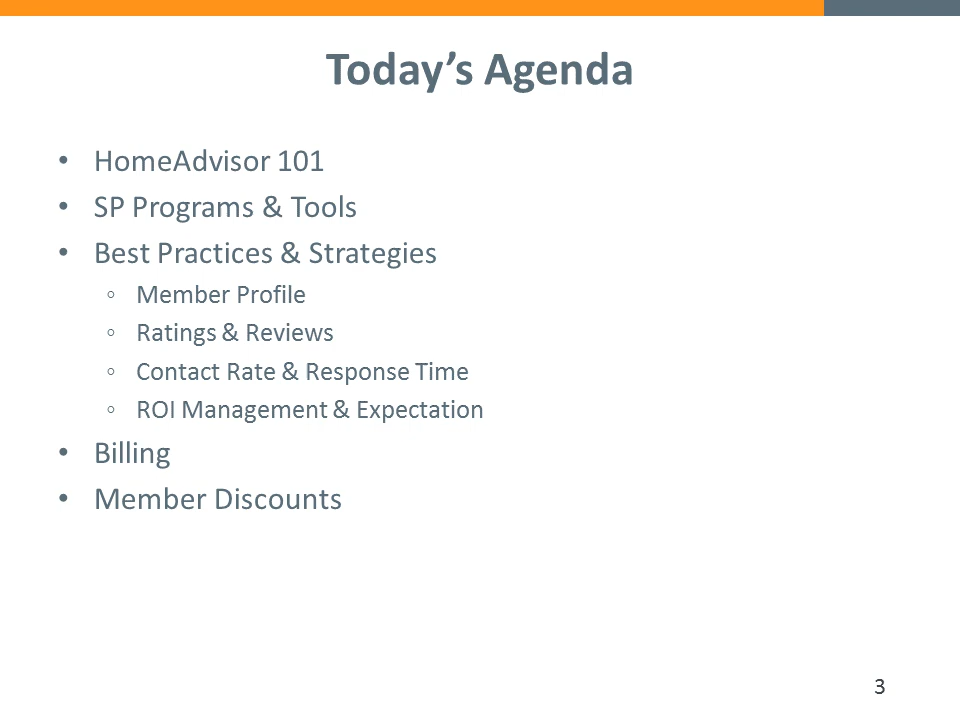 Today’s Agenda
• HomeAdvisor 101
• SP Programs & Tools
• Best Practices & Strategies
◦ Member Profile
◦ Ratings & Reviews
◦ Contact Rate & Response Time
◦ ROI Management & Expectation
• Billing
• Member Discounts
3